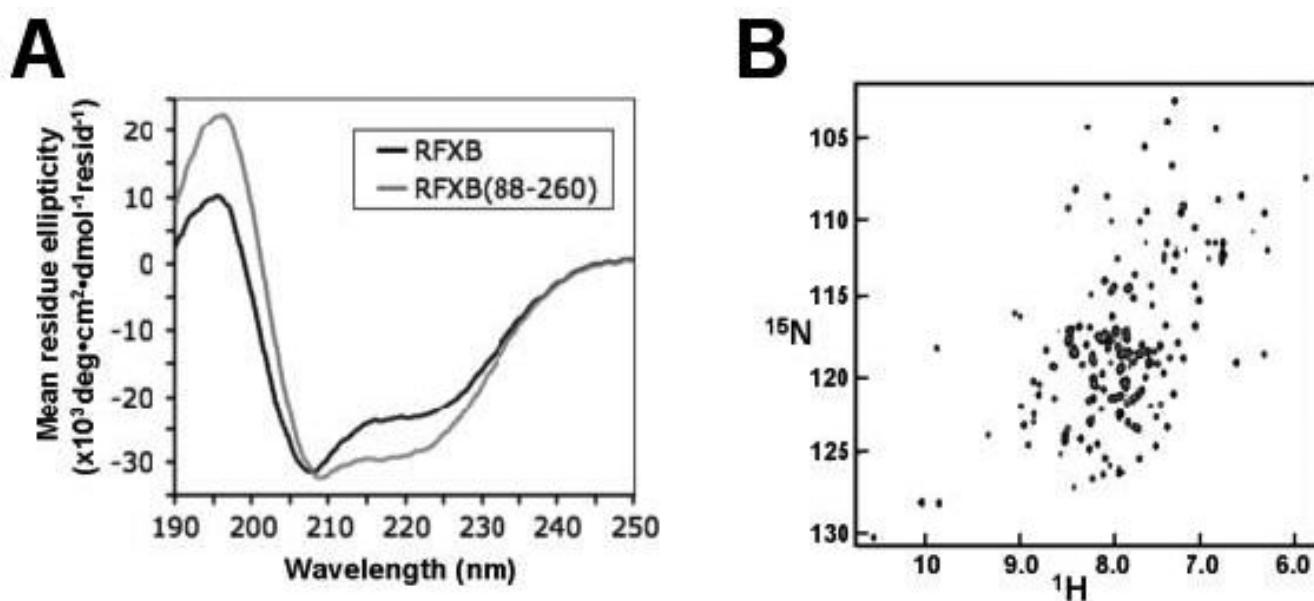 A
B
Mean residue ellipticity
(x10³ deg•cm²•dmol⁻¹resid⁻¹)
20
10
0
-10
-20
-30
RFXB
RFXB(88-260)
190 200 210 220 230 240 250
Wavelength (nm)
105
110
115
¹⁵N
120
125
130
10 9.0 8.0 7.0 6.0
¹H